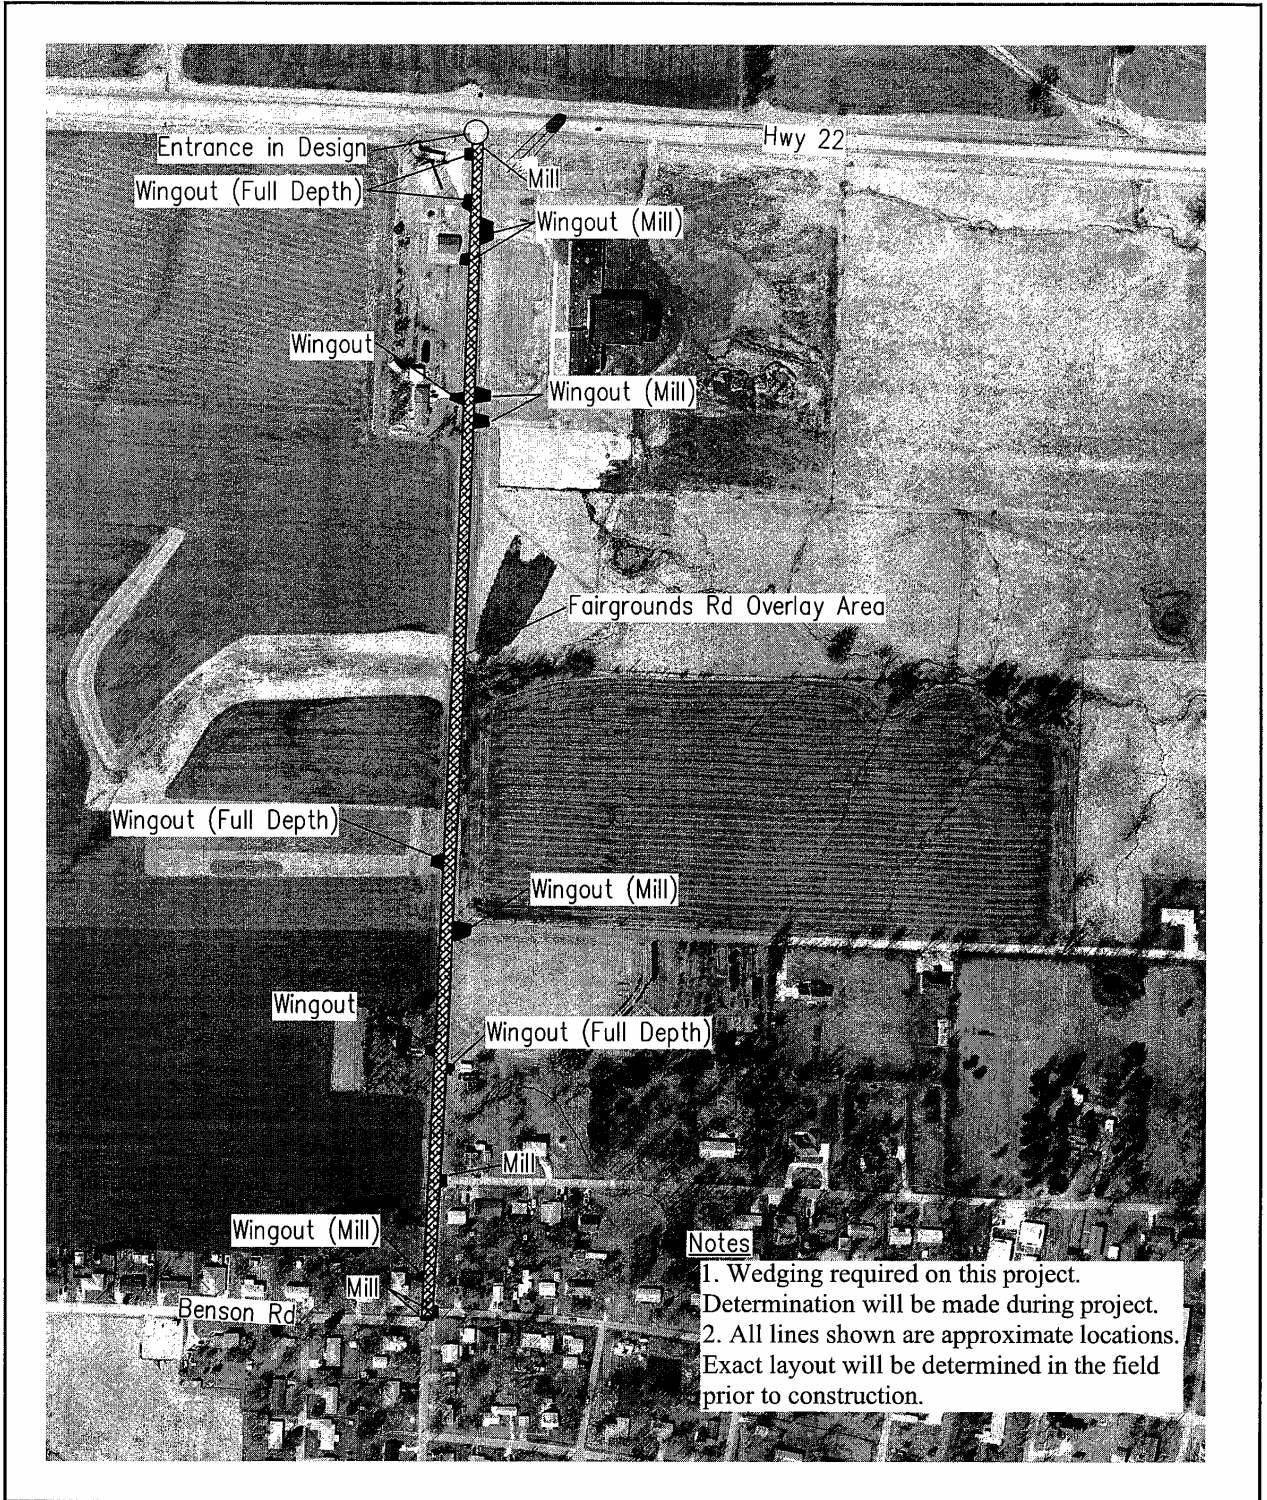 Hwy 22
Entrance in Design
Mill
Wingout (Full Depth)
Wingout (Mill)
Wingout
Wingout (Mill)
Fairgrounds Rd Overlay Area
Wingout (Full Depth)
Wingout (Mill)
Wingout
Wingout (Full Depth)
Mill
Wingout (Mill)
Mill
Benson Rd
Notes
1. Wedging required on this project.
Determination will be made during project.
2. All lines shown are approximate locations.
Exact layout will be determined in the field
prior to construction.